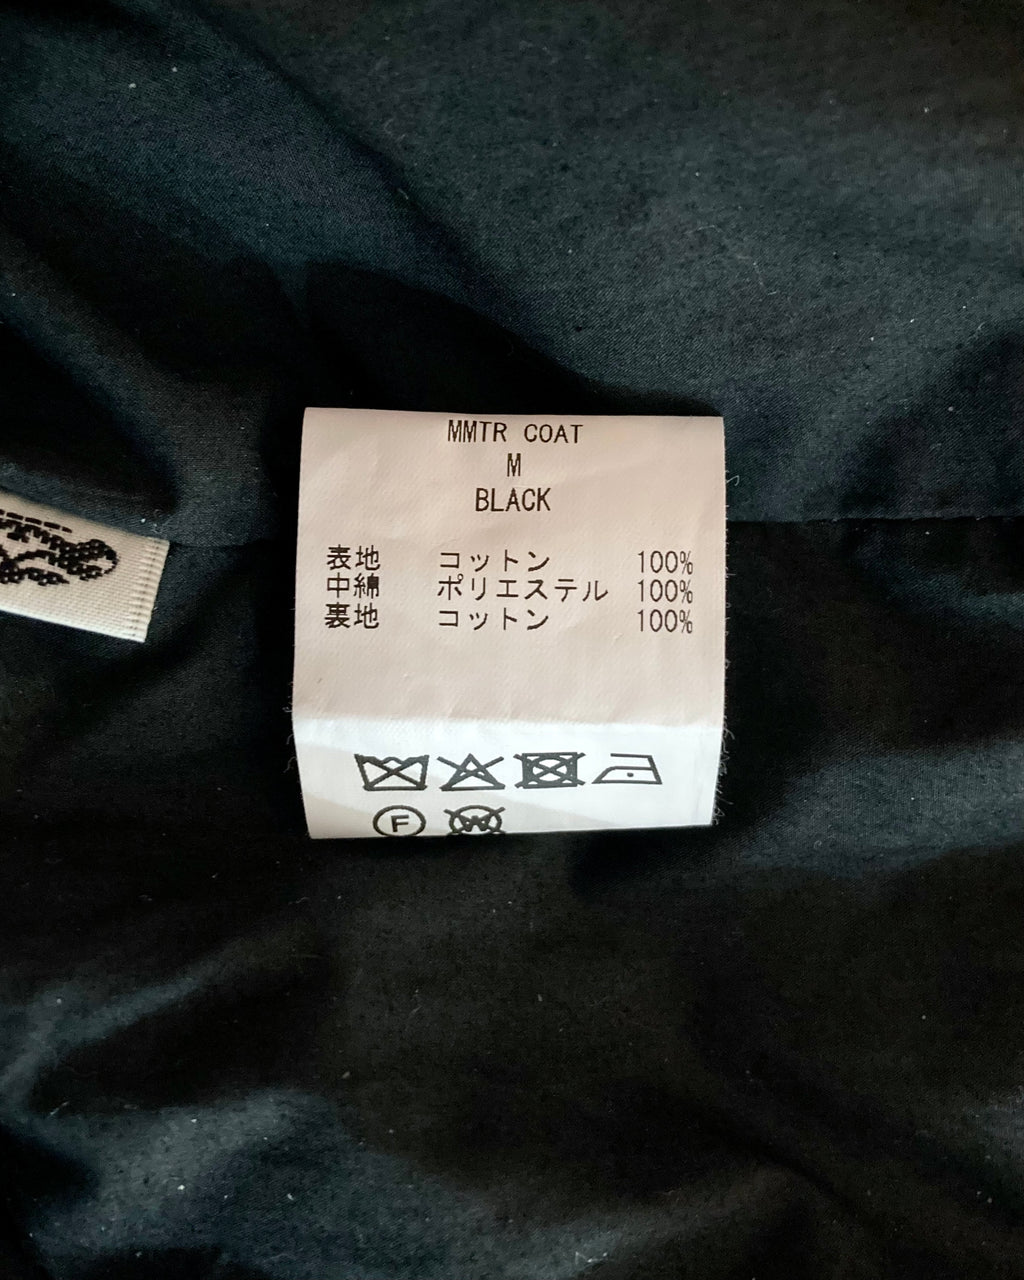 MMTR COAT
M
BLACK
表地 コットン 100%
中綿 ポリエステル 100%
裏地 コットン 100%
F W